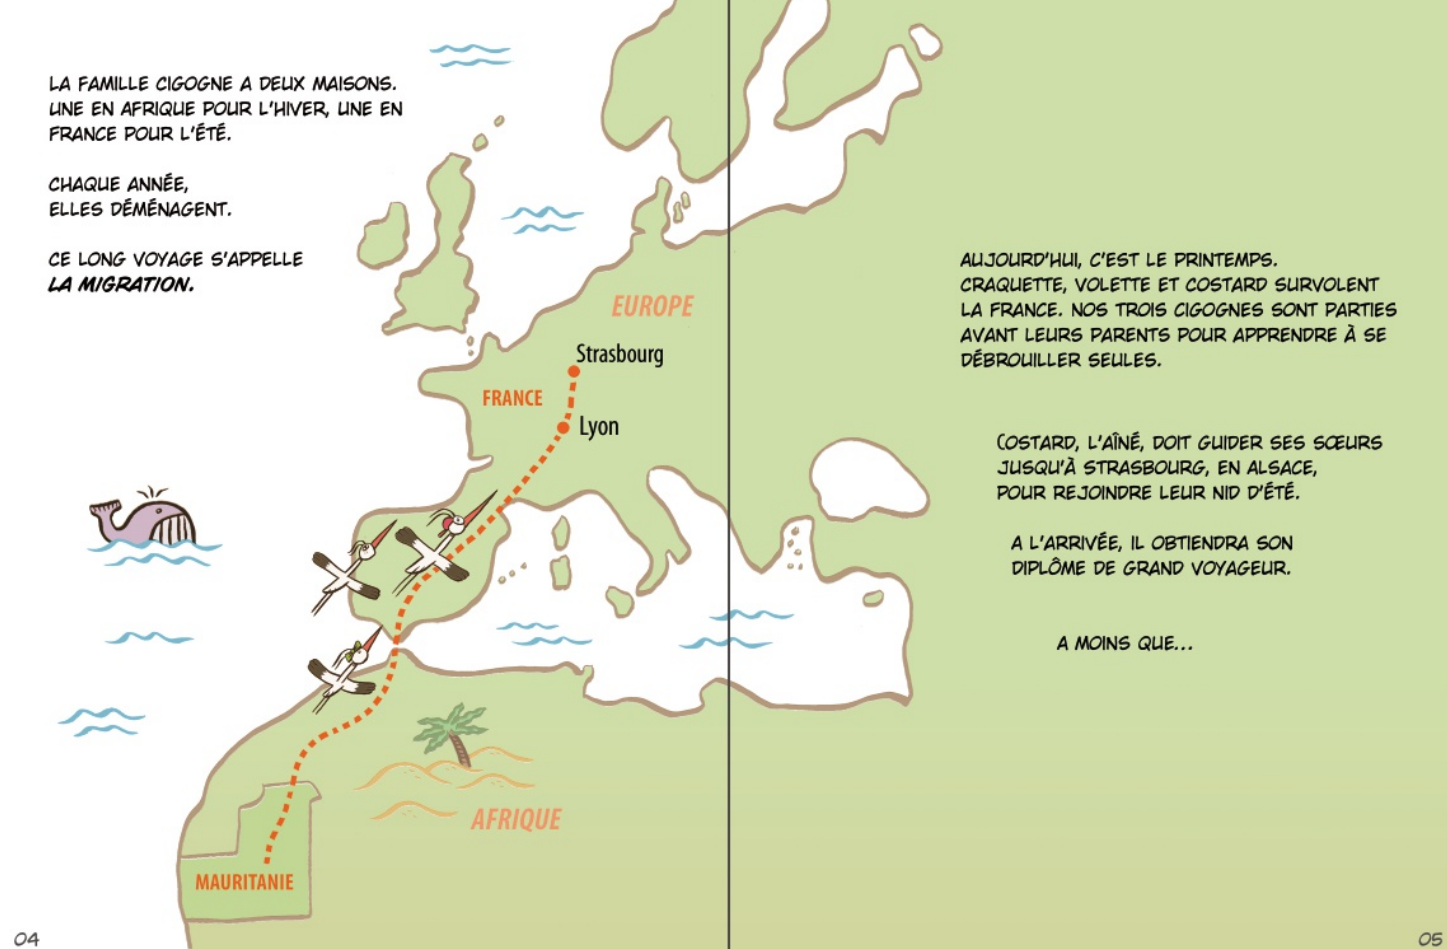 LA FAMILLE CIGOGNE A DEUX MAISONS.
UNE EN AFRIQUE POUR L'HIVER, UNE EN
FRANCE POUR L'ÉTÉ.
CHAQUE ANNÉE,
ELLES DÉMÉNAGENT.
CE LONG VOYAGE S'APPELLE
LA MIGRATION.
EUROPE
Strasbourg
FRANCE
Lyon
AFRIQUE
MAURITANIE
04
AUJOURD'HUI, C'EST LE PRINTEMPS.
CRAQUETTE, VOLETTE ET COSTARD SURVOLENT
LA FRANCE. NOS TROIS CIGOGNES SONT PARTIES
AVANT LEURS PARENTS POUR APPRENDRE À SE
DÉBROUILLER SEULES.
COSTARD, L'AÎNÉ, DOIT GUIDER SES SŒURS
JUSQU'À STRASBOURG, EN ALSACE,
POUR REJOINDRE LEUR NID D'ÉTÉ.
A L'ARRIVÉE, IL OBTIENDRA SON
DIPLÔME DE GRAND VOYAGEUR.
A MOINS QUE...
05